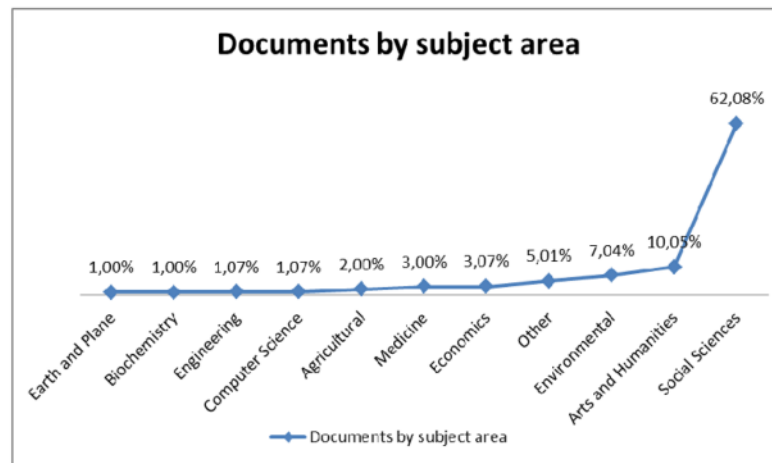 Documents by subject area
62,08%
1,00%
1,00%
1,07%
1,07%
2,00%
3,00%
3,07%
5,01%
7,04%
10,05%
Earth and Plane
Biochemistry
Engineering
Computer Science
Agricultural
Medicine
Economics
Other
Environmental
Arts and Humanities
Social Sciences
Documents by subject area